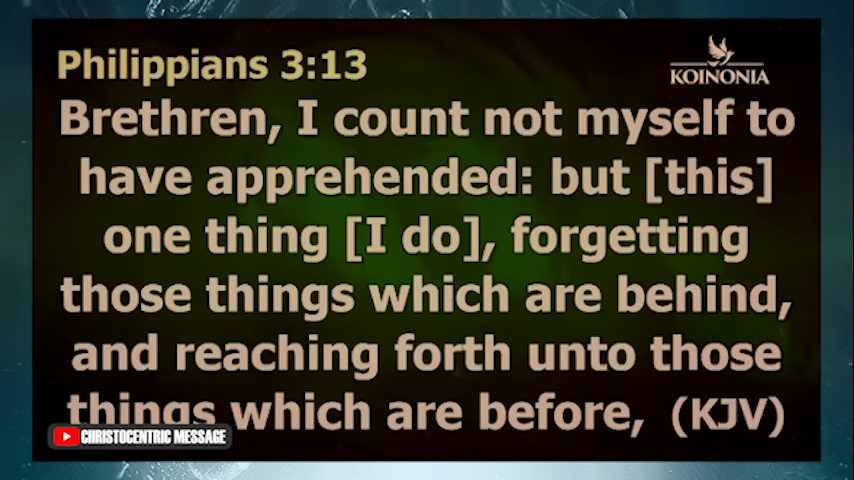 Philippians 3:13
KOINONIA
Brethren, I count not myself to
have apprehended: but [this]
one thing [I do], forgetting
those things which are behind,
and reaching forth unto those
things which are before, (KJV)
CHRISTOCENTRIC MESSAGE